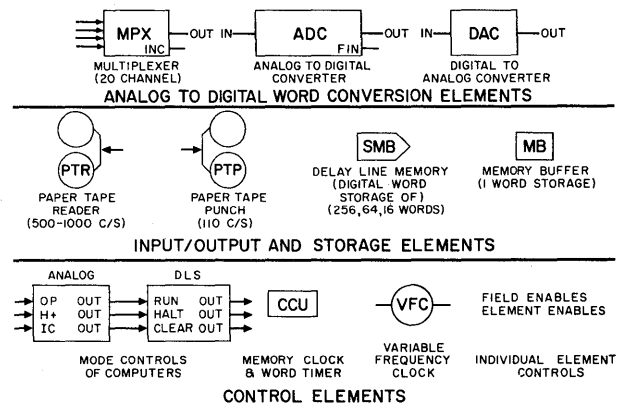 MPX OUT IN ADC OUT IN DAC OUT
INC FIN
MULTIPLEXER
(20 CHANNEL)
ANALOG TO DIGITAL
CONVERTER
DIGITAL TO
ANALOG CONVERTER
ANALOG TO DIGITAL WORD CONVERSION ELEMENTS
PTR
PAPER TAPE
READER
(500-1000 C/S)
PTP
PAPER TAPE
PUNCH
(110 C/S)
SMB
DELAY LINE MEMORY
(DIGITAL WORD
STORAGE OF)
(256,64,16 WORDS)
MB
MEMORY BUFFER
(1 WORD STORAGE)
INPUT/OUTPUT AND STORAGE ELEMENTS
ANALOG
OP OUT
H+ OUT
IC OUT
DLS
RUN OUT
HALT OUT
CLEAR OUT
MODE CONTROLS
OF COMPUTERS
CCU
MEMORY CLOCK
& WORD TIMER
VFC
VARIABLE
FREQUENCY
CLOCK
FIELD ENABLES
ELEMENT ENABLES
INDIVIDUAL ELEMENT
CONTROLS
CONTROL ELEMENTS